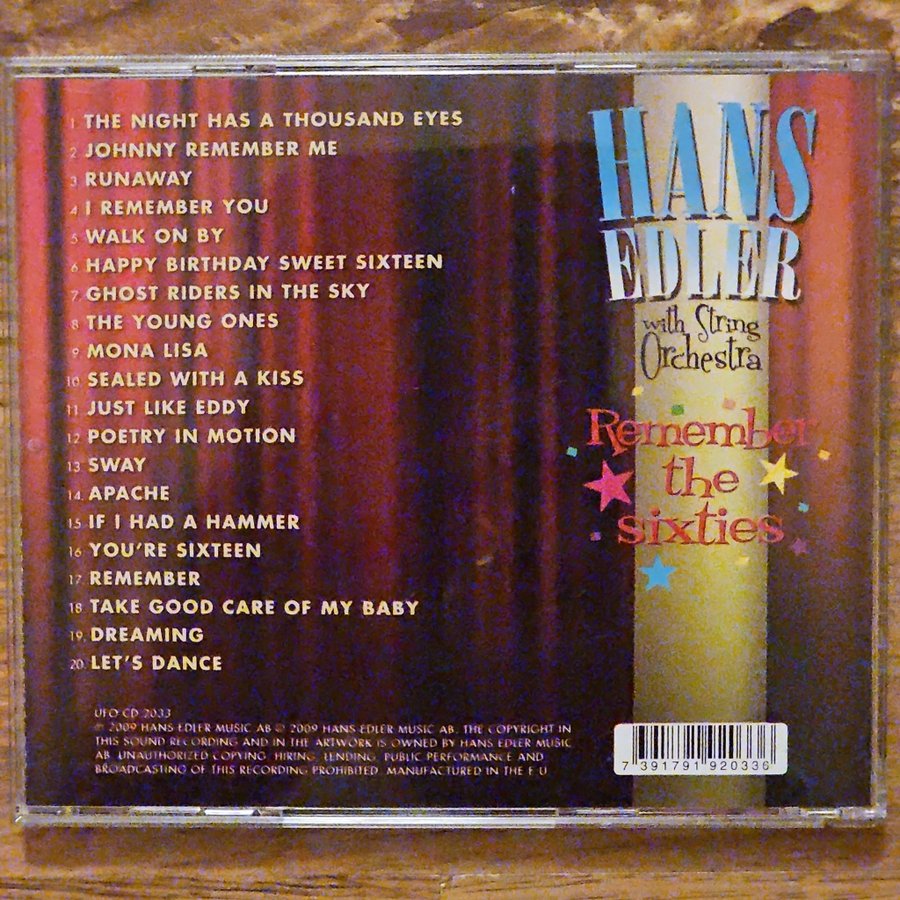 1. THE NIGHT HAS A THOUSAND EYES
2. JOHNNY REMEMBER ME
3. RUNAWAY
4. I REMEMBER YOU
5. WALK ON BY
6. HAPPY BIRTHDAY SWEET SIXTEEN
7. GHOST RIDERS IN THE SKY
8. THE YOUNG ONES
9. MONA LISA
10. SEALED WITH A KISS
11. JUST LIKE EDDY
12. POETRY IN MOTION
13. SWAY
14. APACHE
15. IF I HAD A HAMMER
16. YOU'RE SIXTEEN
17. REMEMBER
18. TAKE GOOD CARE OF MY BABY
19. DREAMING
20. LET'S DANCE
HANS
EDLER
with String
Orchestra
Remember
the
sixties
UFO CD 2033
℗ 2009 HANS EDLER MUSIC AB © 2009 HANS EDLER MUSIC AB. THE COPYRIGHT IN
THIS SOUND RECORDING AND IN THE ARTWORK IS OWNED BY HANS EDLER MUSIC
AB. UNAUTHORIZED COPYING, HIRING, LENDING, PUBLIC PERFORMANCE AND
BROADCASTING OF THIS RECORDING PROHIBITED. MANUFACTURED IN THE E.U.
7 391791 920336